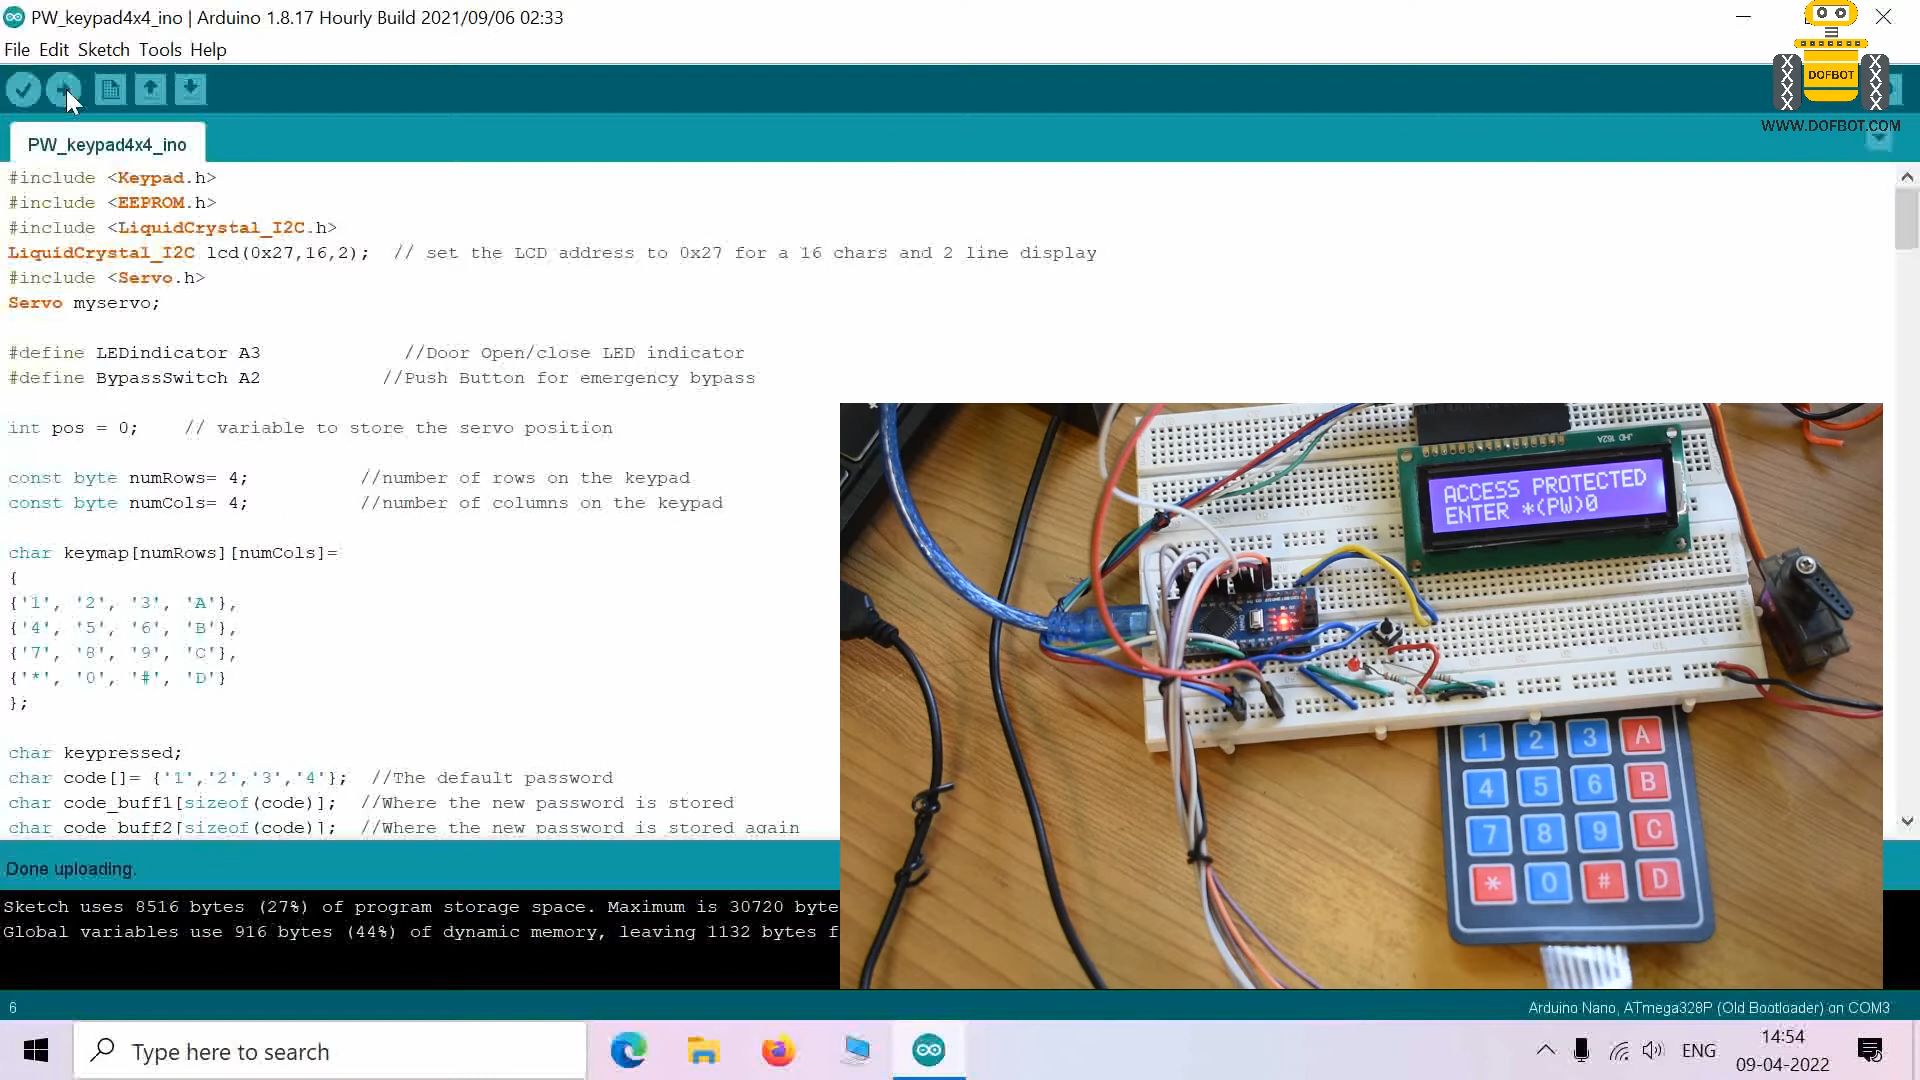 PW_keypad4x4_ino | Arduino 1.8.17 Hourly Build 2021/09/06 02:33
File Edit Sketch Tools Help
DOFBOT
WWW.DOFBOT.COM
PW_keypad4x4_ino
#include <Keypad.h>
#include <EEPROM.h>
#include <LiquidCrystal_I2C.h>
LiquidCrystal_I2C lcd(0x27,16,2);  // set the LCD address to 0x27 for a 16 chars and 2 line display
#include <Servo.h>
Servo myservo;
#define LEDindicator A3             //Door Open/close LED indicator
#define BypassSwitch A2           //Push Button for emergency bypass
int pos = 0;    // variable to store the servo position
const byte numRows= 4;          //number of rows on the keypad
const byte numCols= 4;          //number of columns on the keypad
char keymap[numRows][numCols]=
{
{'1', '2', '3', 'A'},
{'4', '5', '6', 'B'},
{'7', '8', '9', 'C'},
{'*', '0', '#', 'D'}
};
char keypressed;
char code[]= {'1','2','3','4'};  //The default password
char code_buff1[sizeof(code)];  //Where the new password is stored
char code_buff2[sizeof(code)];  //Where the new password is stored again
JHD 162A
ACCESS PROTECTED
ENTER *(PW)0
1 2 3 A
4 5 6 B
7 8 9 C
* 0 # D
Done uploading.
Sketch uses 8516 bytes (27%) of program storage space. Maximum is 30720 byte
Global variables use 916 bytes (44%) of dynamic memory, leaving 1132 bytes f
6
Arduino Nano, ATmega328P (Old Bootloader) on COM3
Type here to search
ENG
14:54
09-04-2022